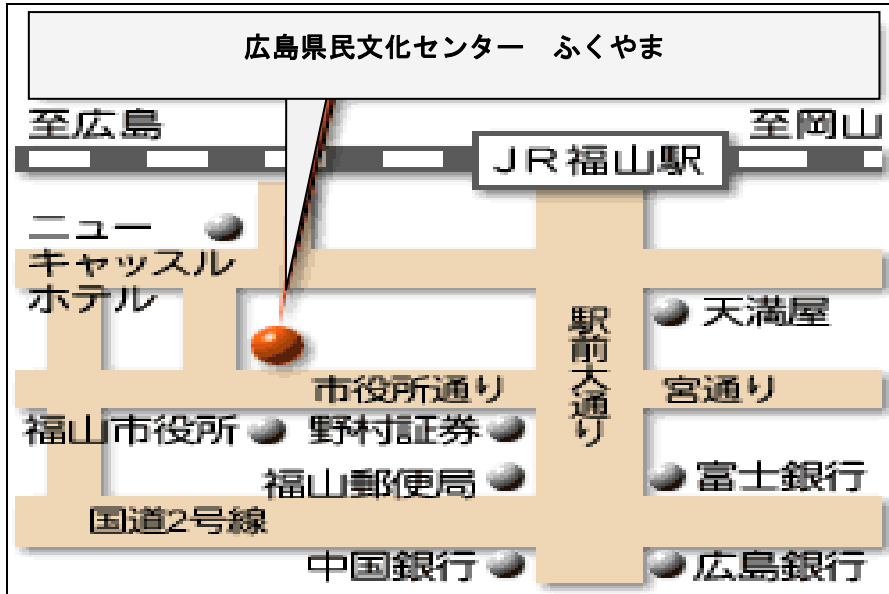 広島県民文化センター　ふくやま
至広島
至岡山
JR福山駅
ニュー
キャッスル
ホテル
天満屋
駅前大通り
市役所通り
宮通り
福山市役所
野村証券
福山郵便局
富士銀行
国道2号線
中国銀行
広島銀行